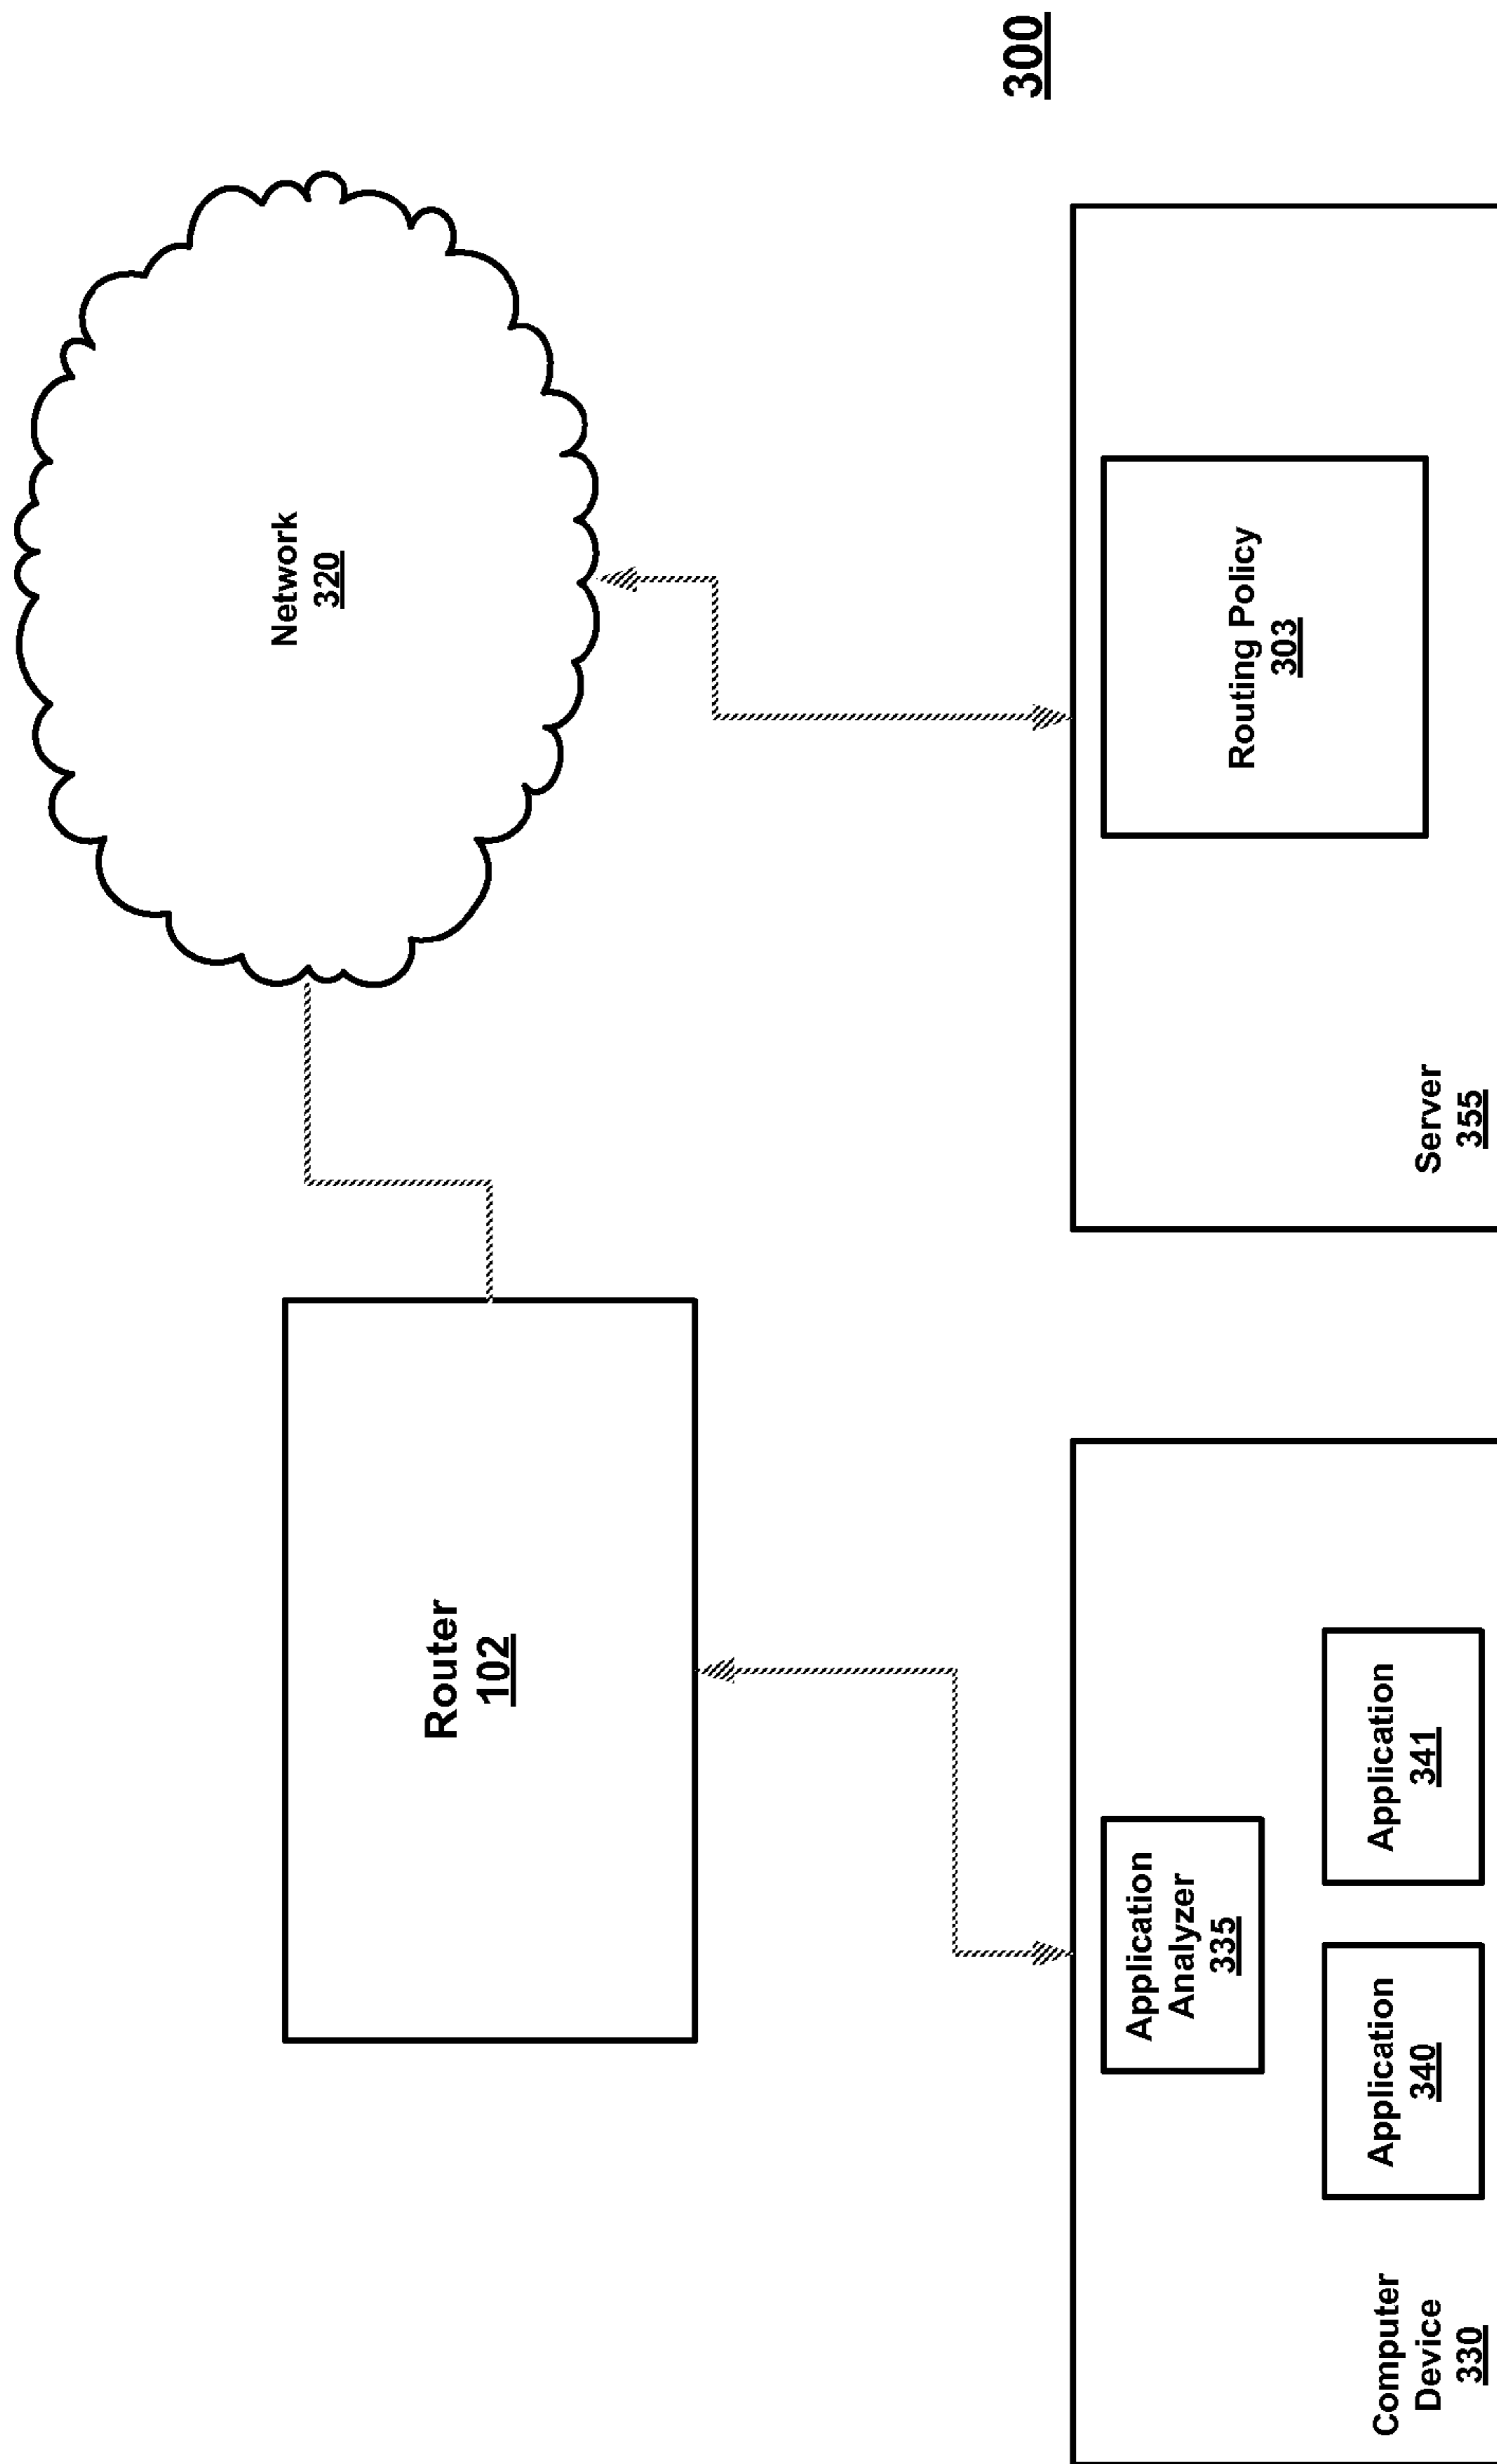 Network
320
Router
102
300
Application
Analyzer
335
Application
340
Application
341
Computer
Device
330
Routing Policy
303
Server
355